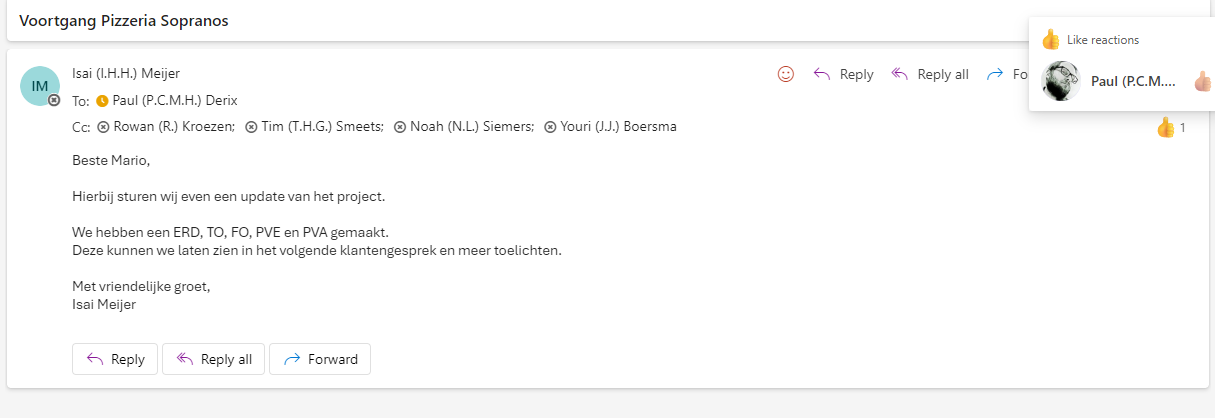 Voortgang Pizzeria Sopranos
Like reactions
Paul (P.C.M....
IM
Isai (I.H.H.) Meijer
Reply
Reply all
To: Paul (P.C.M.H.) Derix
Cc: Rowan (R.) Kroezen; Tim (T.H.G.) Smeets; Noah (N.L.) Siemers; Youri (J.J.) Boersma
1
Beste Mario,
Hierbij sturen wij even een update van het project.
We hebben een ERD, TO, FO, PVE en PVA gemaakt.
Deze kunnen we laten zien in het volgende klantengesprek en meer toelichten.
Met vriendelijke groet,
Isai Meijer
Reply
Reply all
Forward